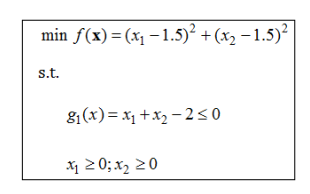 min f(x) = (x₁ − 1.5)² + (x₂ − 1.5)²
s.t.
g₁(x) = x₁ + x₂ − 2 ≤ 0
x₁ ≥ 0; x₂ ≥ 0